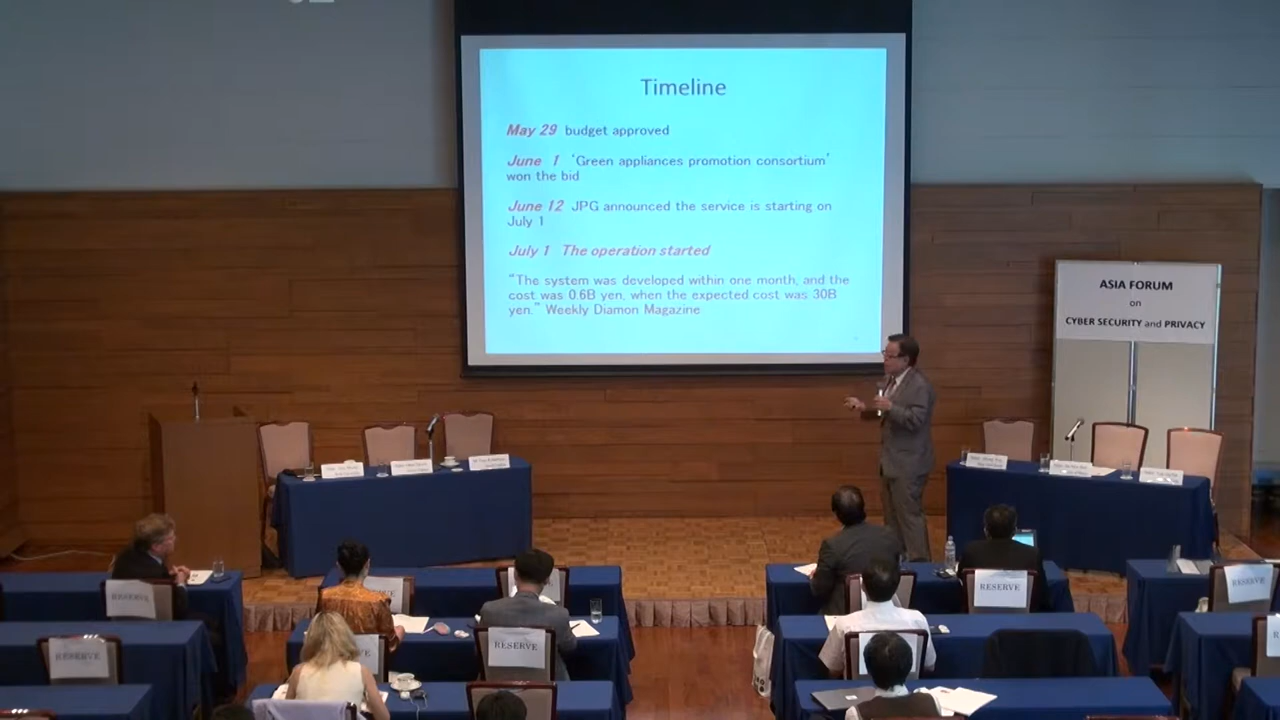 Timeline
May 29 budget approved
June 1 'Green appliances promotion consortium'
won the bid
June 12 JPG announced the service is starting on
July 1
July 1 The operation started
"The system was developed within one month, and the
cost was 0.6B yen, when the expected cost was 30B
yen." Weekly Diamon Magazine
ASIA FORUM
on
CYBER SECURITY and PRIVACY
RESERVE
RESERVE
RESERVE
RESERVE
RESERVE